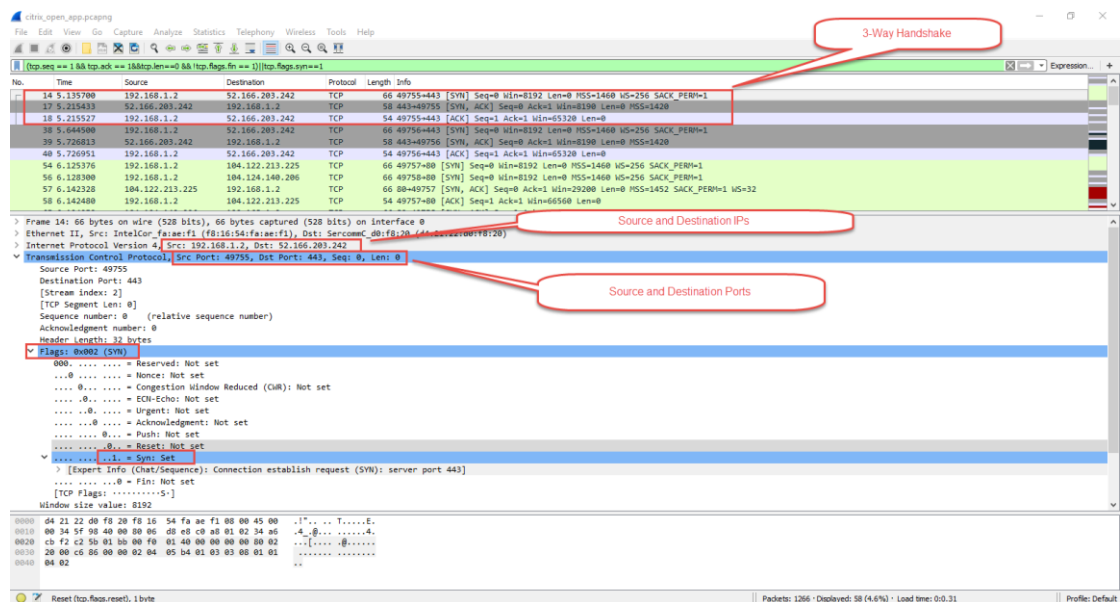 citrix_open_app.pcapng
File Edit View Go Capture Analyze Statistics Telephony Wireless Tools Help
3-Way Handshake
(tcp.seq == 1 && tcp.ack == 1&&tcp.len==0 && !tcp.flags.fin == 1)||tcp.flags.syn==1
Expression... +
No. Time Source Destination Protocol Length Info
14 5.135700 192.168.1.2 52.166.203.242 TCP 66 49755→443 [SYN] Seq=0 Win=8192 Len=0 MSS=1460 WS=256 SACK_PERM=1
17 5.215433 52.166.203.242 192.168.1.2 TCP 58 443→49755 [SYN, ACK] Seq=0 Ack=1 Win=8190 Len=0 MSS=1420
18 5.215527 192.168.1.2 52.166.203.242 TCP 54 49755→443 [ACK] Seq=1 Ack=1 Win=65320 Len=0
38 5.644500 192.168.1.2 52.166.203.242 TCP 66 49756→443 [SYN] Seq=0 Win=8192 Len=0 MSS=1460 WS=256 SACK_PERM=1
39 5.726813 52.166.203.242 192.168.1.2 TCP 58 443→49756 [SYN, ACK] Seq=0 Ack=1 Win=8190 Len=0 MSS=1420
40 5.726951 192.168.1.2 52.166.203.242 TCP 54 49756→443 [ACK] Seq=1 Ack=1 Win=65320 Len=0
54 6.125376 192.168.1.2 104.122.213.225 TCP 66 49757→80 [SYN] Seq=0 Win=8192 Len=0 MSS=1460 WS=256 SACK_PERM=1
56 6.128300 192.168.1.2 104.124.140.206 TCP 66 49758→80 [SYN] Seq=0 Win=8192 Len=0 MSS=1460 WS=256 SACK_PERM=1
57 6.142328 104.122.213.225 192.168.1.2 TCP 66 80→49757 [SYN, ACK] Seq=0 Ack=1 Win=29200 Len=0 MSS=1452 SACK_PERM=1 WS=32
58 6.142480 192.168.1.2 104.122.213.225 TCP 54 49757→80 [ACK] Seq=1 Ack=1 Win=66560 Len=0
Frame 14: 66 bytes on wire (528 bits), 66 bytes captured (528 bits) on interface 0
Source and Destination IPs
Ethernet II, Src: IntelCor_fa:ae:f1 (f8:16:54:fa:ae:f1), Dst: SercommC_d0:f8:20
Internet Protocol Version 4, Src: 192.168.1.2, Dst: 52.166.203.242
Transmission Control Protocol, Src Port: 49755, Dst Port: 443, Seq: 0, Len: 0
Source Port: 49755
Destination Port: 443
[Stream index: 2]
Source and Destination Ports
[TCP Segment Len: 0]
Sequence number: 0 (relative sequence number)
Acknowledgment number: 0
Header Length: 32 bytes
Flags: 0x002 (SYN)
000. .... .... = Reserved: Not set
...0 .... .... = Nonce: Not set
.... 0... .... = Congestion Window Reduced (CWR): Not set
.... .0.. .... = ECN-Echo: Not set
.... ..0. .... = Urgent: Not set
.... ...0 .... = Acknowledgment: Not set
.... .... 0... = Push: Not set
.... .... .0.. = Reset: Not set
.... .... ..1. = Syn: Set
[Expert Info (Chat/Sequence): Connection establish request (SYN): server port 443]
.... .... ...0 = Fin: Not set
[TCP Flags: ··········S·]
Window size value: 8192
0000 d4 21 22 d0 f8 20 f8 16 54 fa ae f1 08 00 45 00 .!".. .. T.....E.
0010 00 34 5f 98 40 00 80 06 d8 e8 c0 a8 01 02 34 a6 .4_.@... ......4.
0020 cb f2 c2 5b 01 bb 00 f0 01 40 00 00 00 00 80 02 ...[.... .@......
0030 20 00 c6 86 00 00 02 04 05 b4 01 03 03 08 01 01 ....... ........
0040 04 02 ..
Reset (tcp.flags.reset), 1 byte
Packets: 1266 · Displayed: 58 (4.6%) · Load time: 0:0.31
Profile: Default